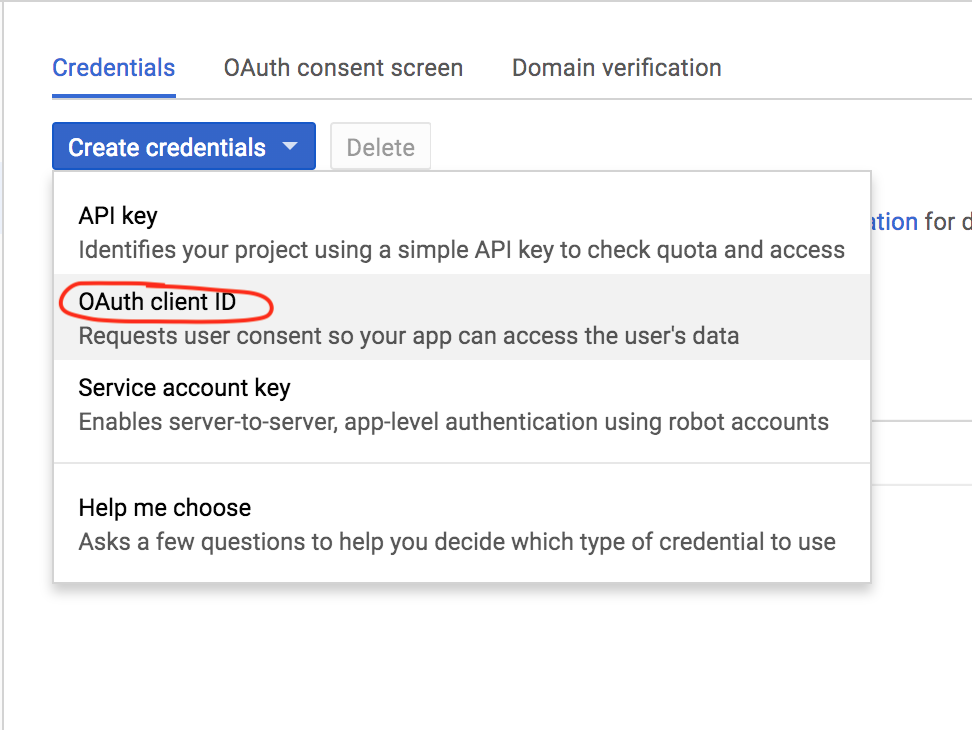 Credentials OAuth consent screen Domain verification
Create credentials Delete
API key
Identifies your project using a simple API key to check quota and access
for
OAuth client ID
Requests user consent so your app can access the user's data
Service account key
Enables server-to-server, app-level authentication using robot accounts
Help me choose
Asks a few questions to help you decide which type of credential to use